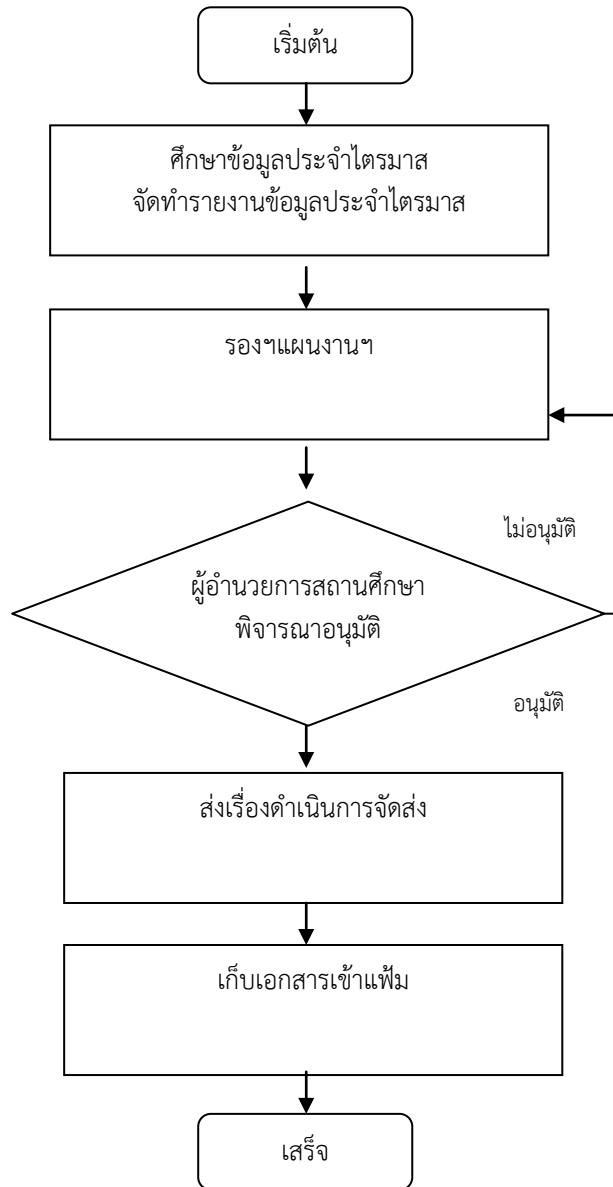 เริ่มต้น
ศึกษาข้อมูลประจำไตรมาส
จัดทำรายงานข้อมูลประจำไตรมาส
รองฯแผนงานฯ
ไม่อนุมัติ
ผู้อำนวยการสถานศึกษา
พิจารณาอนุมัติ
อนุมัติ
ส่งเรื่องดำเนินการจัดส่ง
เก็บเอกสารเข้าแฟ้ม
เสร็จ